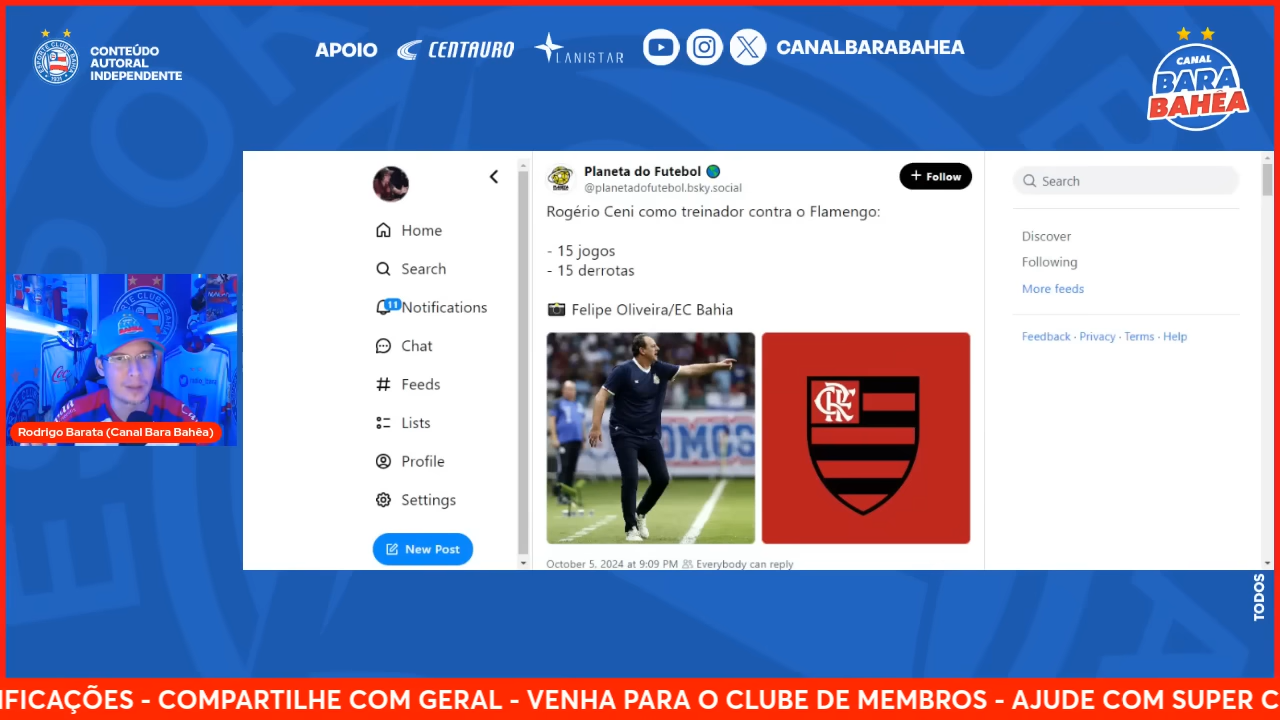 CONTEÚDO
AUTORAL
INDEPENDENTE
APOIO
CENTAURO
LANISTAR
CANALBARABAHEA
CANAL
BARA
BAHÊA
Planeta do Futebol
@planetadofutebol.bsky.social
+ Follow
Rogério Ceni como treinador contra o Flamengo:
- 15 jogos
- 15 derrotas
Felipe Oliveira/EC Bahia
October 5, 2024 at 9:09 PM Everybody can reply
Home
Search
11
Notifications
Chat
Feeds
Lists
Profile
Settings
New Post
Search
Discover
Following
More feeds
Feedback · Privacy · Terms · Help
Rodrigo Barata (Canal Bara Bahêa)
TODOS
IFICAÇÕES - COMPARTILHE COM GERAL - VENHA PARA O CLUBE DE MEMBROS - AJUDE COM SUPER C